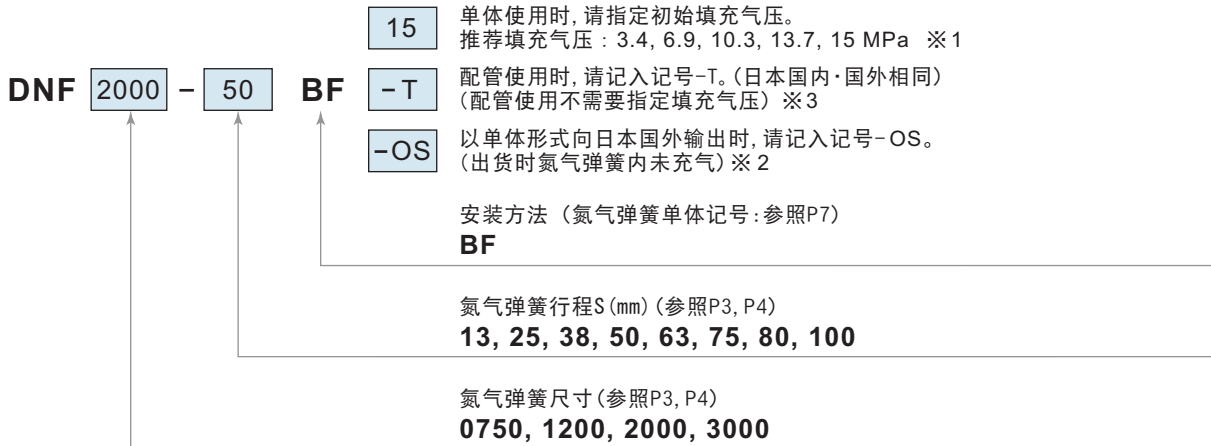 15
单体使用时,请指定初始填充气压。
推荐填充气压：3.4, 6.9, 10.3, 13.7, 15 MPa ※1
DNF 2000 – 50 BF –T
配管使用时,请记入记号–T。(日本国内·国外相同)
(配管使用不需要指定填充气压) ※3
–OS
以单体形式向日本国外输出时,请记入记号–OS。
(出货时氮气弹簧内未充气)※2
安装方法 (氮气弹簧单体记号:参照P7)
BF
氮气弹簧行程S(mm)(参照P3,P4)
13, 25, 38, 50, 63, 75, 80, 100
氮气弹簧尺寸(参照P3,P4)
0750, 1200, 2000, 3000